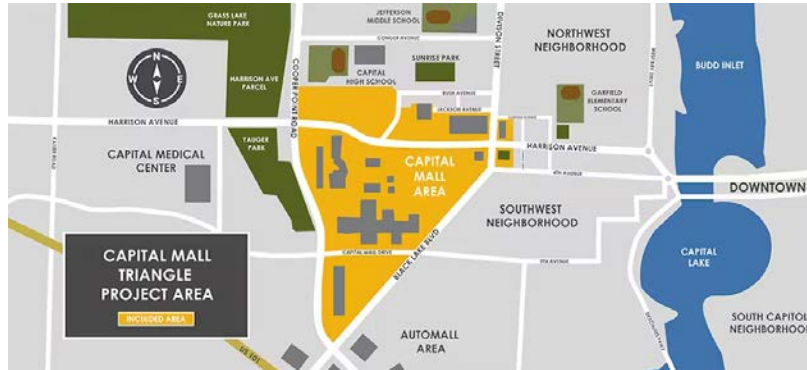 GRASS LAKE
NATURE PARK
JEFFERSON
MIDDLE SCHOOL
CONGER AVENUE
DIVISION STREET
NORTHWEST
NEIGHBORHOOD
BUDD INLET
N
W
E
S
HARRISON AVE
PARCEL
COOPER POINT ROAD
CAPITAL
HIGH SCHOOL
SUNRISE PARK
BUSH AVENUE
JACKSON AVENUE
GARFIELD
ELEMENTARY
SCHOOL
HARRISON AVENUE
TAUGER
PARK
HARRISON AVENUE
CAPITAL MEDICAL
CENTER
CAPITAL
MALL
AREA
4TH AVENUE
DOWNTOWN
SOUTHWEST
NEIGHBORHOOD
BLACK LAKE BLVD
CAPITAL MALL DRIVE
9TH AVENUE
CAPITAL
LAKE
CAPITAL MALL
TRIANGLE
PROJECT AREA
INCLUDED AREA
US 101
AUTOMALL
AREA
SOUTH CAPITOL
NEIGHBORHOOD